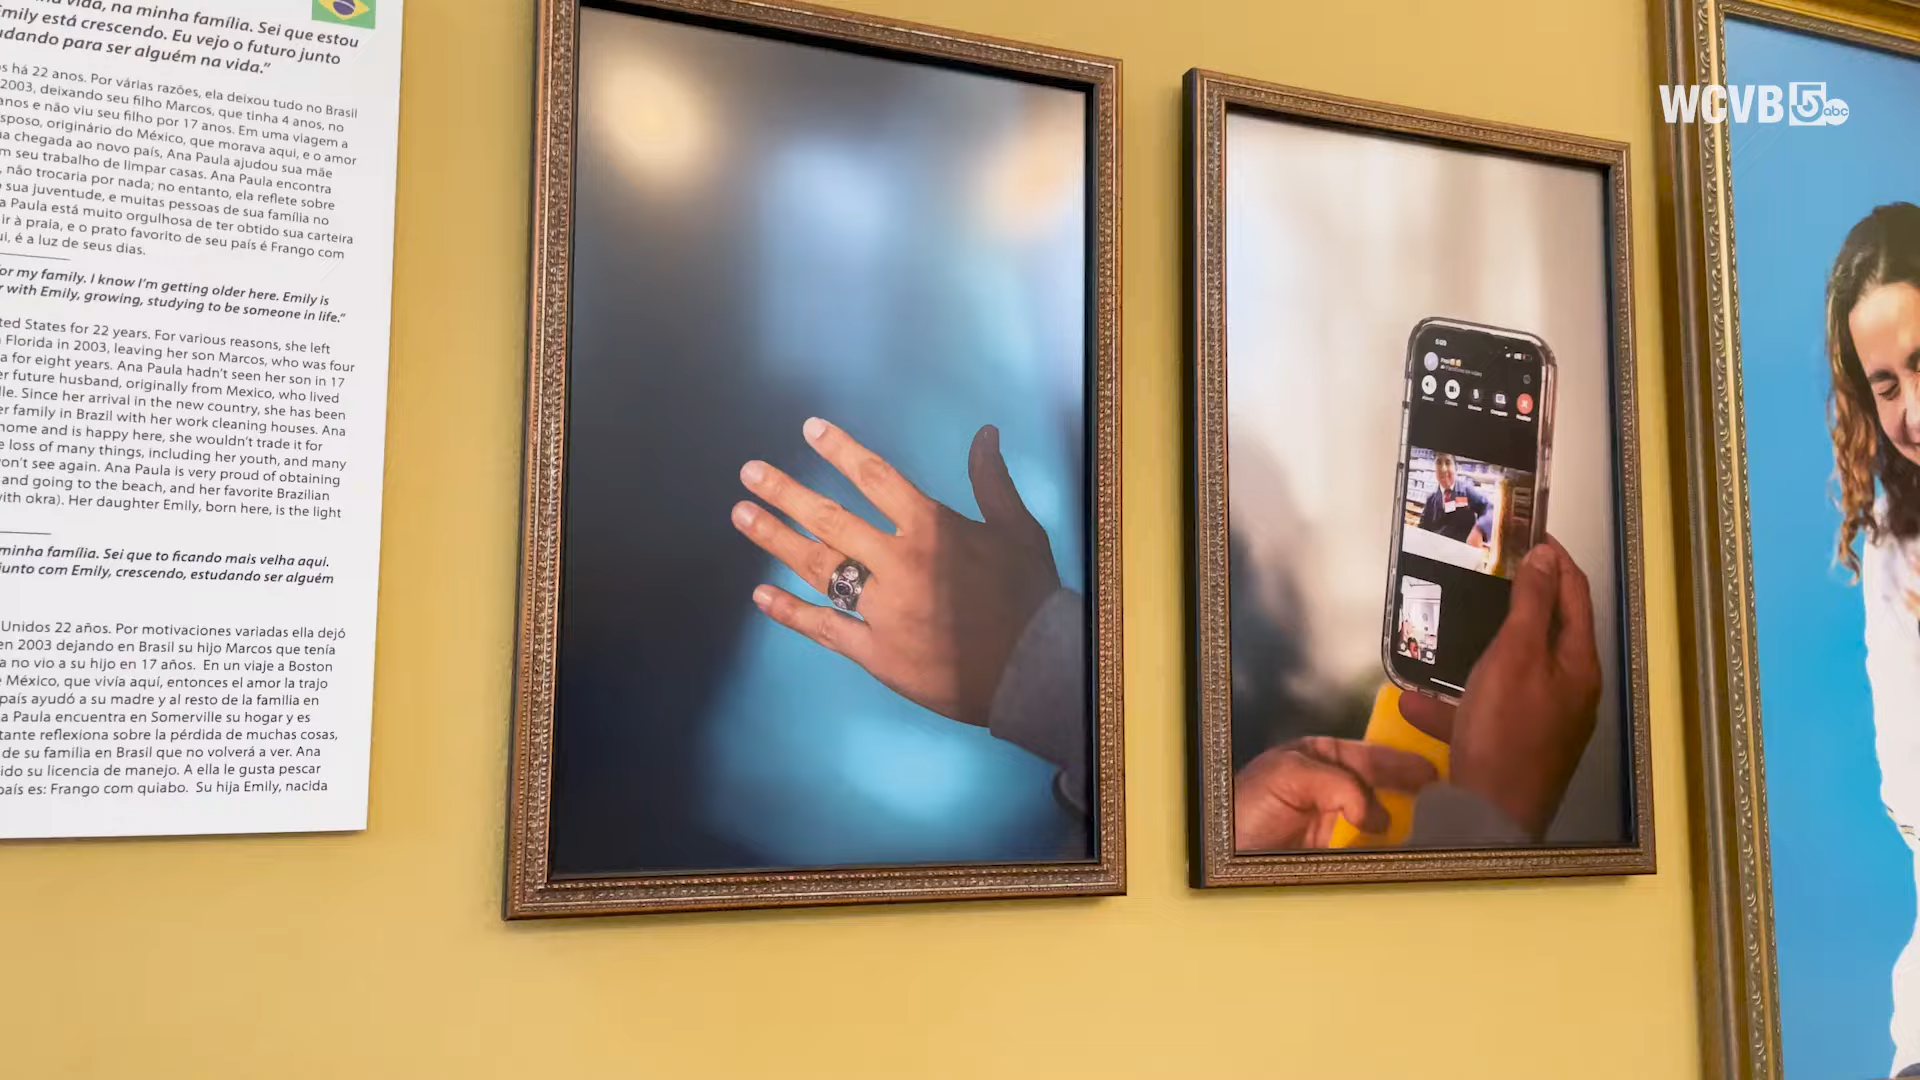 vida, na minha família. Sei que estou
Emily está crescendo. Eu vejo o futuro junto
udando para ser alguém na vida.”
s há 22 anos. Por várias razões, ela deixou tudo no Brasil
2003, deixando seu filho Marcos, que tinha 4 anos, no
anos e não viu seu filho por 17 anos. Em uma viagem a
sposo, originário do México, que morava aqui, e o amor
a chegada ao novo país, Ana Paula ajudou sua mãe
m seu trabalho de limpar casas. Ana Paula encontra
, não trocaria por nada; no entanto, ela reflete sobre
sua juventude, e muitas pessoas de sua família no
a Paula está muito orgulhosa de ter obtido sua carteira
ir à praia, e o prato favorito de seu país é Frango com
ui, é a luz de seus dias.
or my family. I know I’m getting older here. Emily is
r with Emily, growing, studying to be someone in life.“
ted States for 22 years. For various reasons, she left
Florida in 2003, leaving her son Marcos, who was four
a for eight years. Ana Paula hadn’t seen her son in 17
er future husband, originally from Mexico, who lived
lle. Since her arrival in the new country, she has been
er family in Brazil with her work cleaning houses. Ana
home and is happy here, she wouldn’t trade it for
e loss of many things, including her youth, and many
on’t see again. Ana Paula is very proud of obtaining
and going to the beach, and her favorite Brazilian
with okra). Her daughter Emily, born here, is the light
minha família. Sei que to ficando mais velha aqui.
junto com Emily, crescendo, estudando ser alguém
Unidos 22 años. Por motivaciones variadas ella dejó
en 2003 dejando en Brasil su hijo Marcos que tenía
a no vio a su hijo en 17 años. En un viaje a Boston
México, que vivía aquí, entonces el amor la trajo
país ayudó a su madre y al resto de la familia en
a Paula encuentra en Somerville su hogar y es
tante reflexiona sobre la pérdida de muchas cosas,
de su familia en Brasil que no volverá a ver. Ana
ido su licencia de manejo. A ella le gusta pescar
país es: Frango com quiabo. Su hija Emily, nacida
5:05
WCVB 5 abc